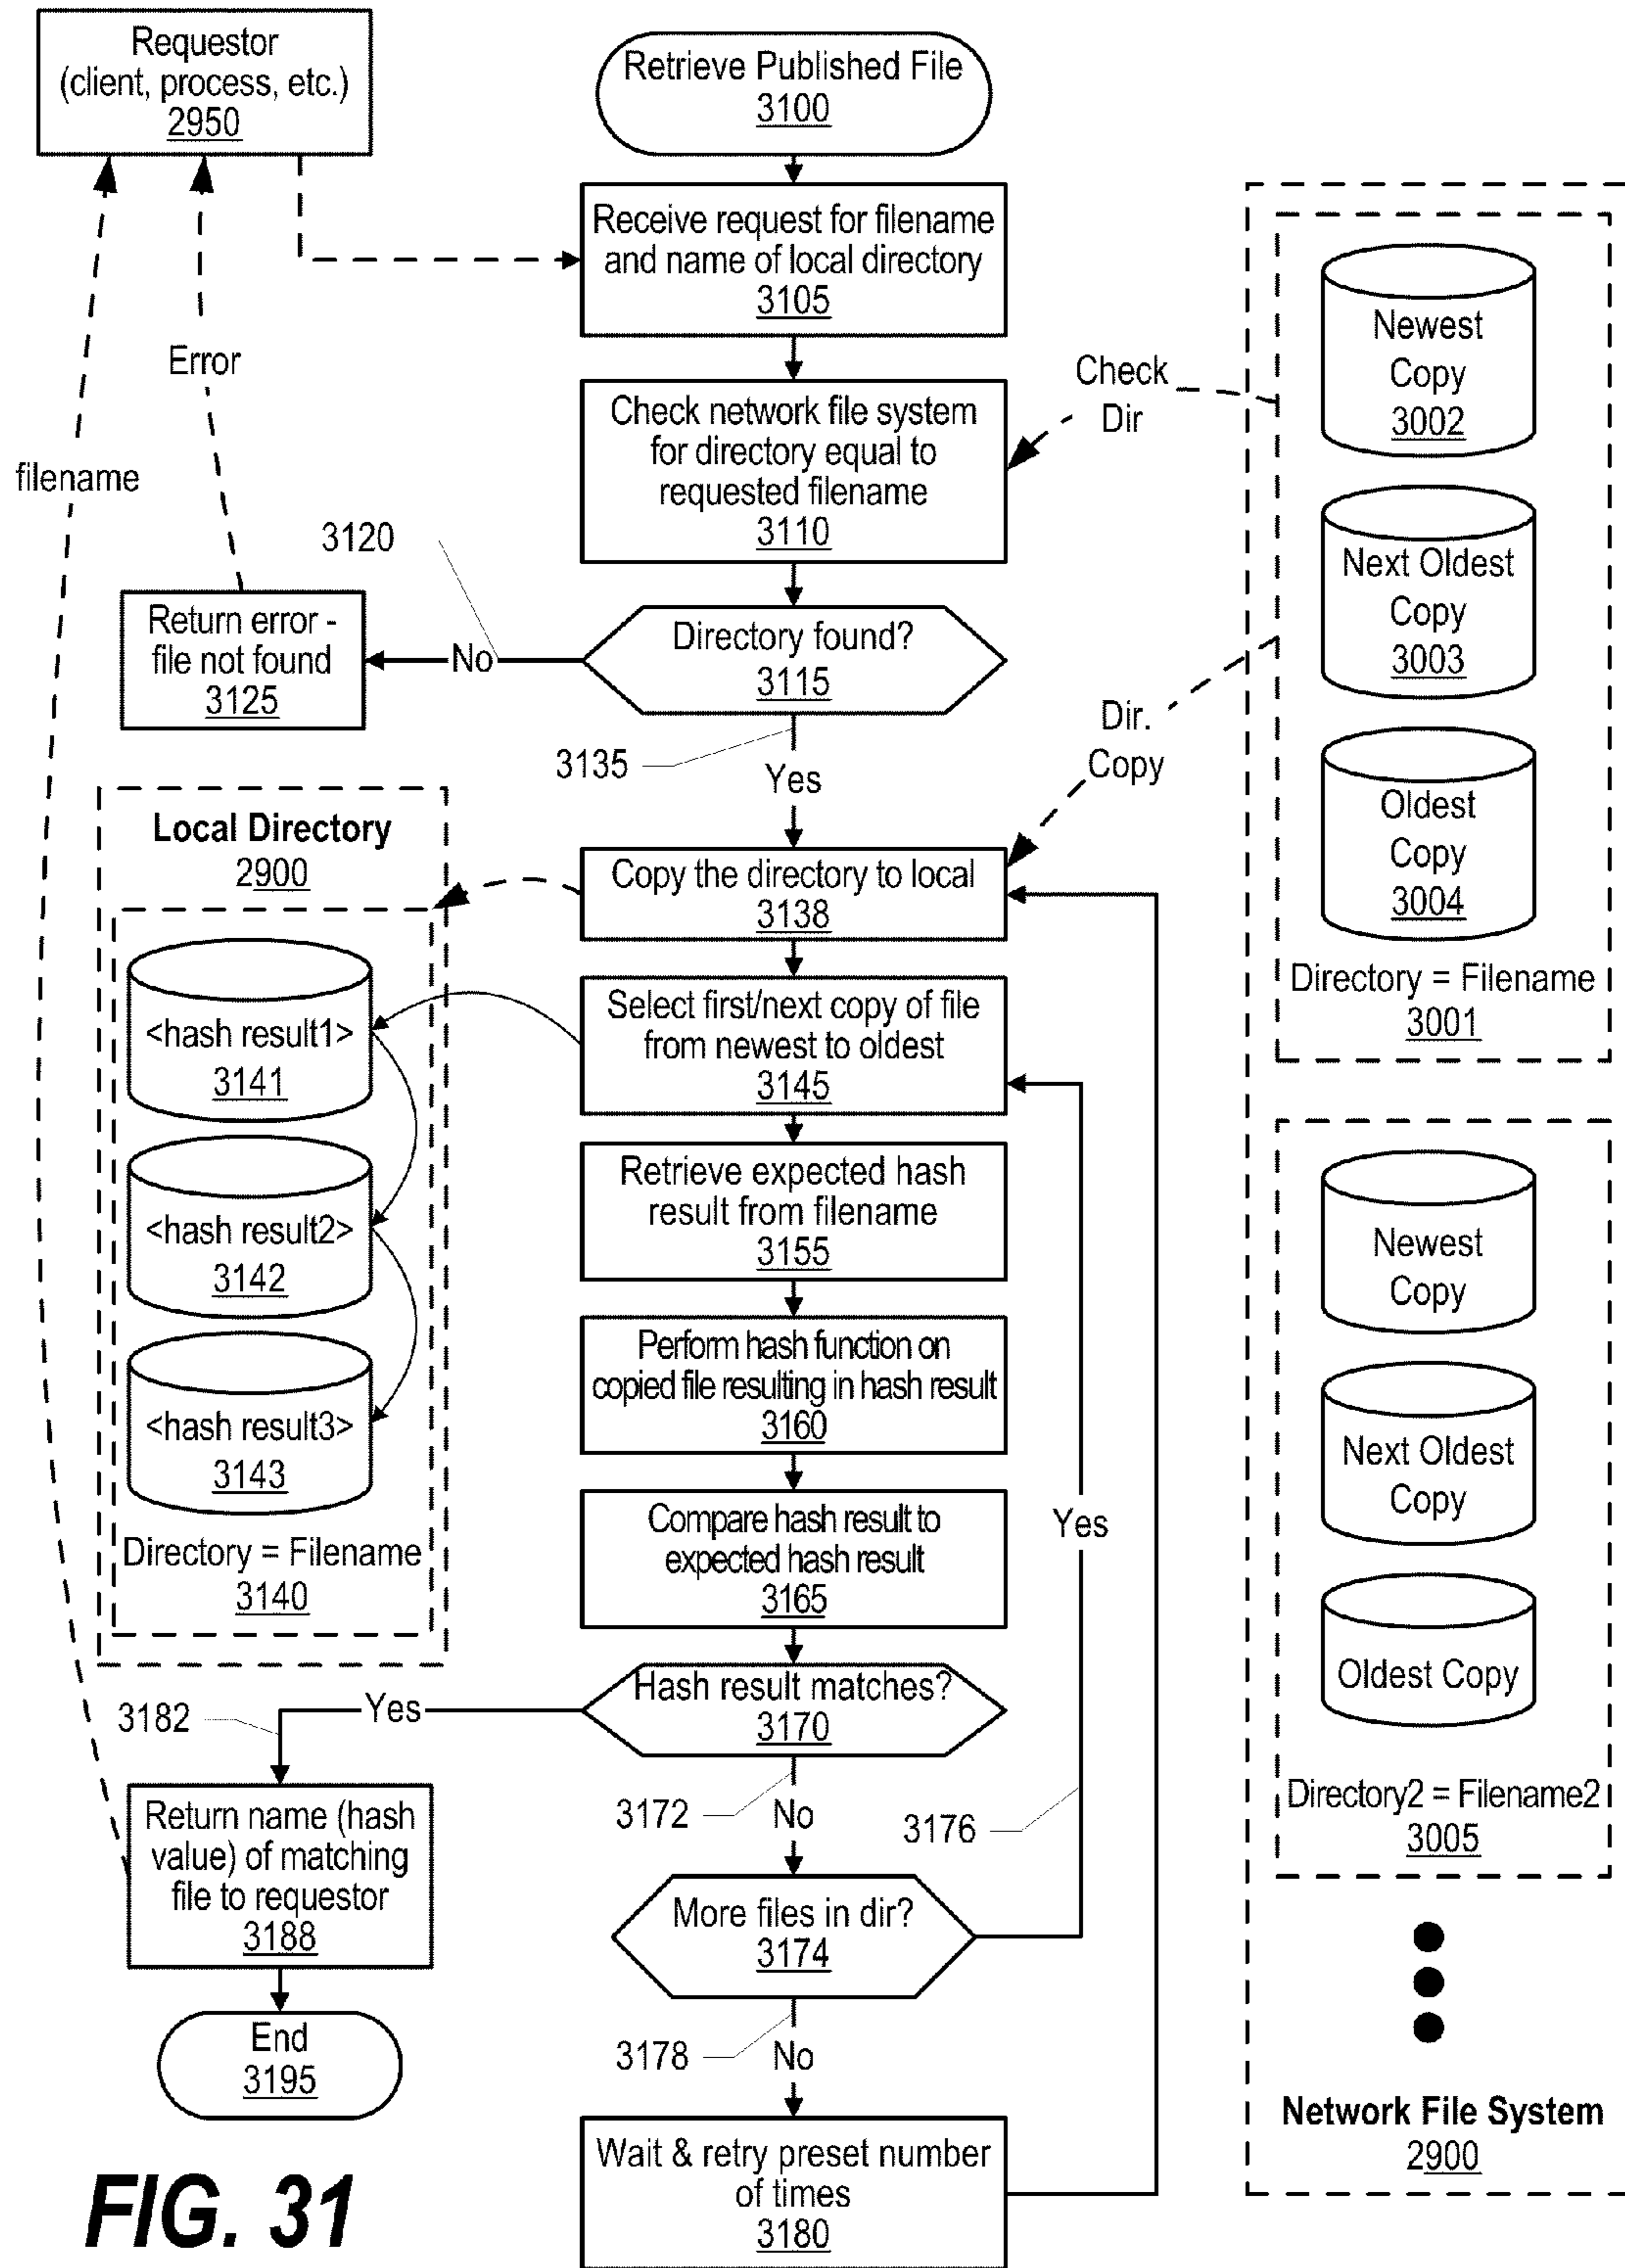 Requestor
(client, process, etc.)
2950
Retrieve Published File
3100
Receive request for filename
and name of local directory
3105
Check network file system
for directory equal to
requested filename
3110
Check
Dir
Error
filename
3120
Return error -
file not found
3125
No
Directory found?
3115
3135
Yes
Dir.
Copy
Newest
Copy
3002
Next Oldest
Copy
3003
Oldest
Copy
3004
Directory = Filename
3001
Local Directory
2900
<hash result1>
3141
<hash result2>
3142
<hash result3>
3143
Directory = Filename
3140
Copy the directory to local
3138
Select first/next copy of file
from newest to oldest
3145
Retrieve expected hash
result from filename
3155
Perform hash function on
copied file resulting in hash result
3160
Compare hash result to
expected hash result
3165
Yes
Hash result matches?
3170
Yes
3182
3172
No
3176
Return name (hash
value) of matching
file to requestor
3188
More files in dir?
3174
End
3195
3178
No
Wait & retry preset number
of times
3180
Newest
Copy
Next Oldest
Copy
Oldest Copy
Directory2 = Filename2
3005
Network File System
2900
FIG. 31